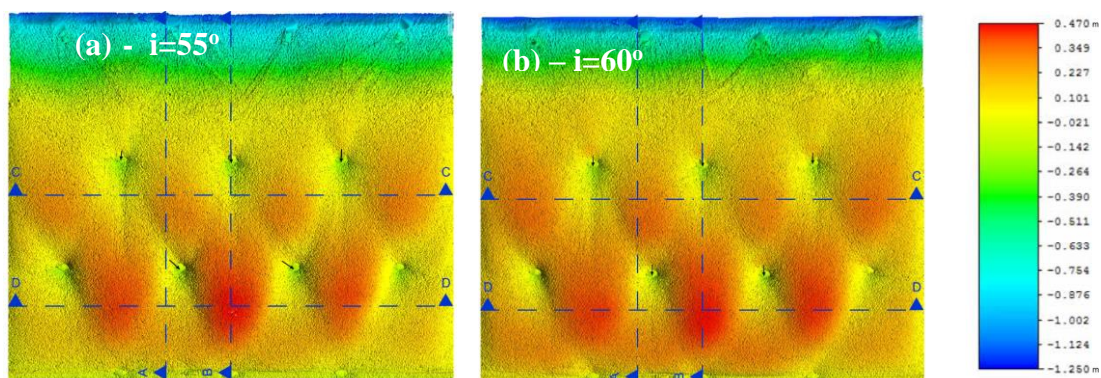 A B
(a) - i=55°
C C
D D
A B
A B
(b) – i=60°
C C
D D
A B
0.470 m
0.349
0.227
0.101
-0.021
-0.142
-0.264
-0.390
-0.511
-0.633
-0.754
-0.876
-1.002
-1.124
-1.250 m